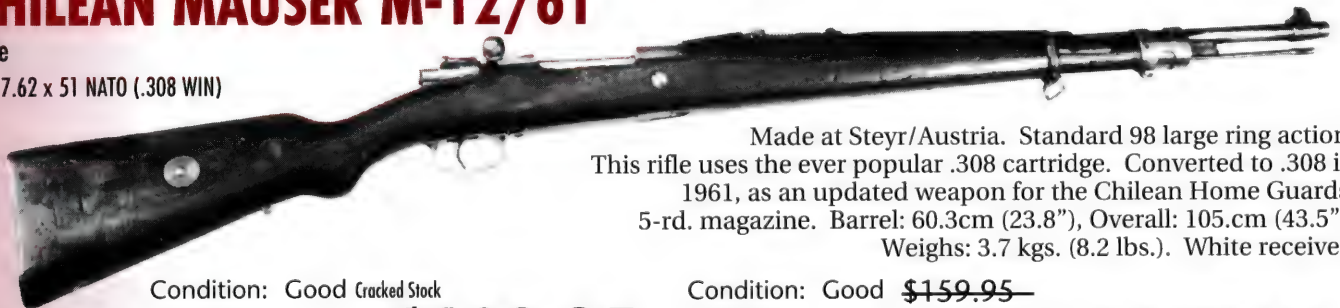 HILEAN MAUSER M-12/61
e
7.62 x 51 NATO (.308 WIN)
Made at Steyr/Austria. Standard 98 large ring action
This rifle uses the ever popular .308 cartridge. Converted to .308 i
1961, as an updated weapon for the Chilean Home Guard
5-rd. magazine. Barrel: 60.3cm (23.8”), Overall: 105.cm (43.5”
Weighs: 3.7 kgs. (8.2 lbs.). White receive
Condition: Good Cracked Stock
Condition: Good $159.95